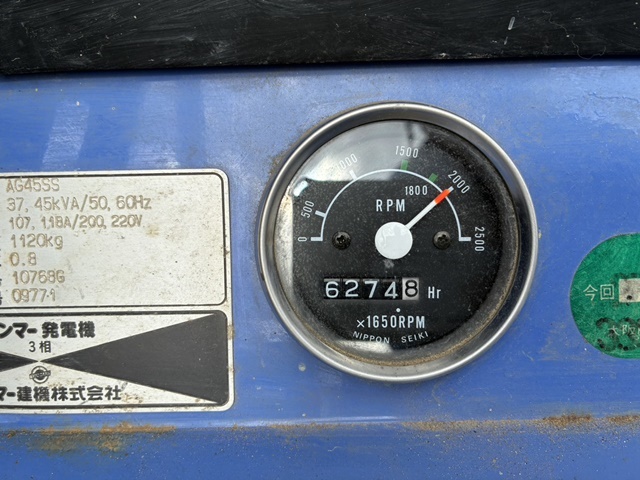 AG45SS
37, 45kVA/50, 60Hz
107, 118A/200, 220V
1120kg
0.8
10768G
0977-1
ンマー発電機
3相
マー建機株式会社
0
500
1000
1500
1800
2000
2500
RPM
62748 Hr
×1650RPM
NIPPON SEIKI
今回